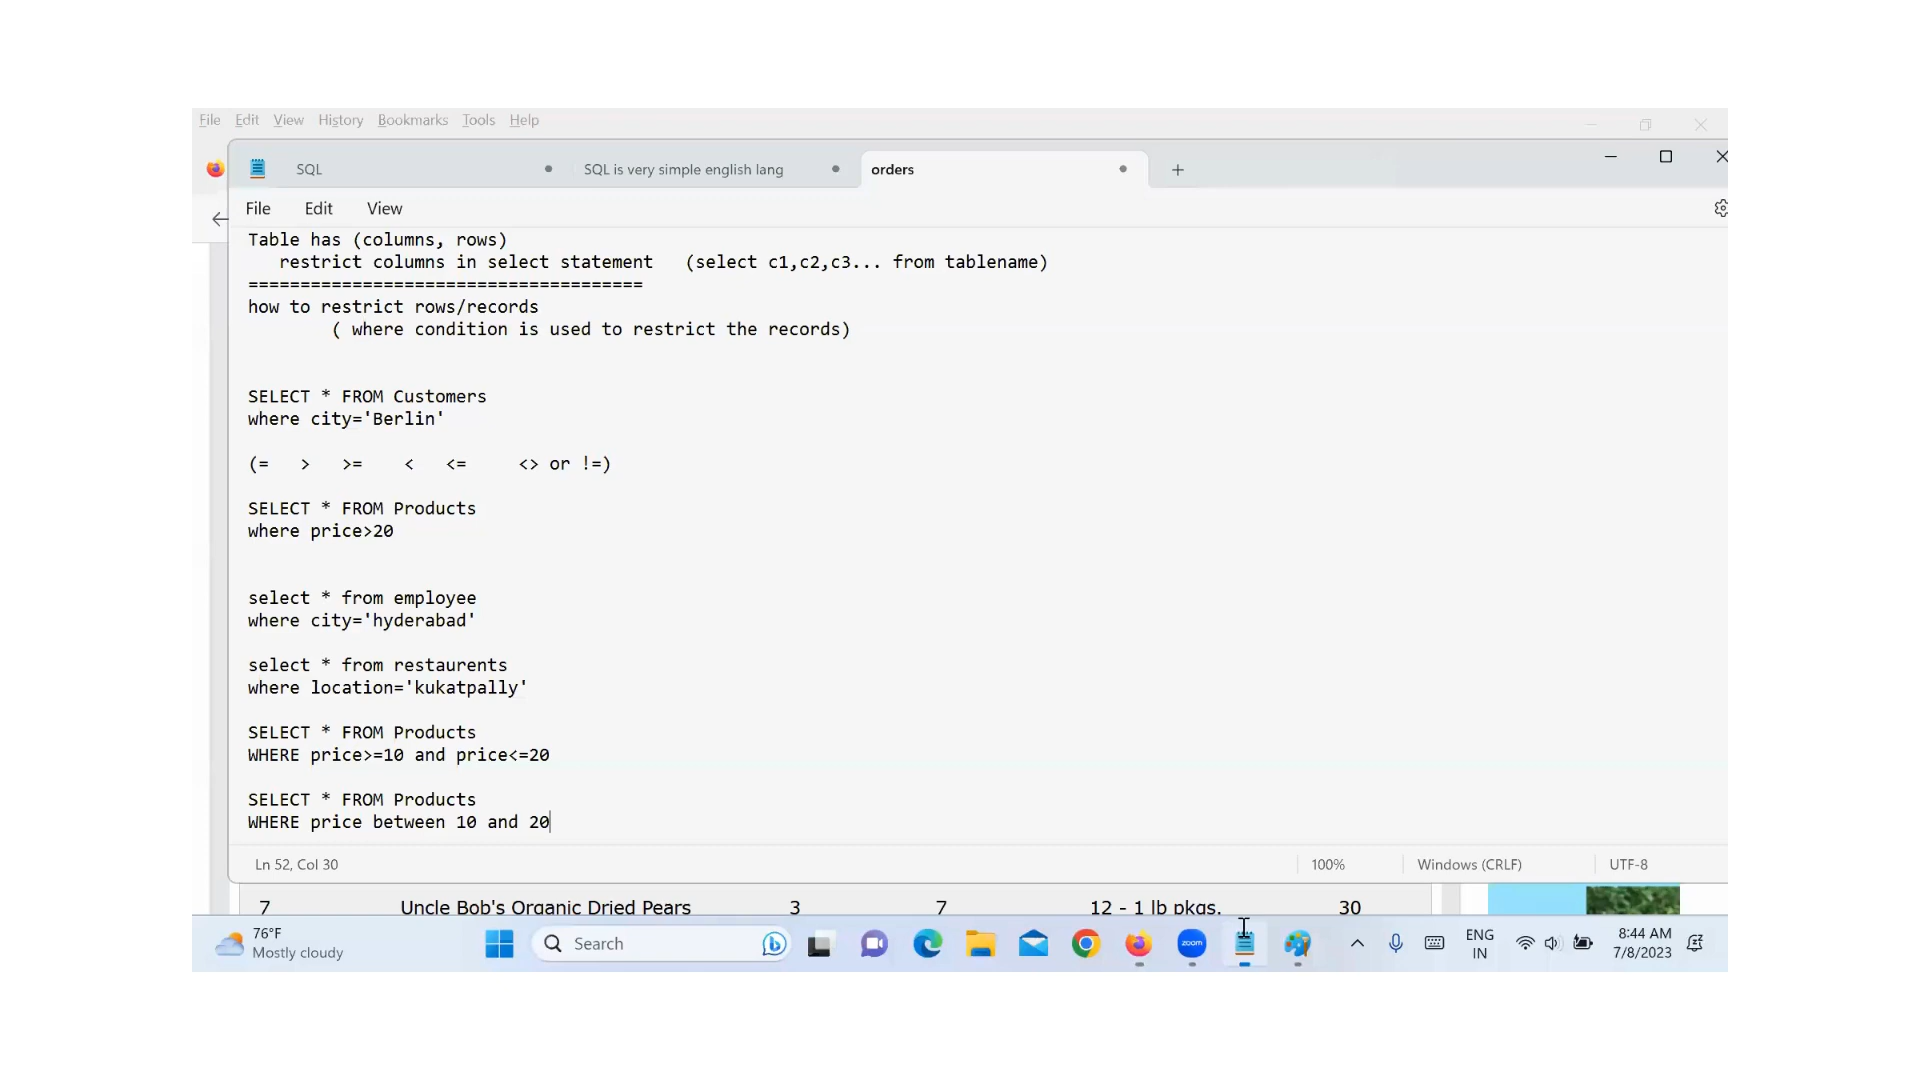 File Edit View History Bookmarks Tools Help
SQL SQL is very simple english lang orders
File Edit View
Table has (columns, rows)
restrict columns in select statement (select c1,c2,c3... from tablename)
======================================
how to restrict rows/records
( where condition is used to restrict the records)
SELECT * FROM Customers
where city='Berlin'
(= > >= < <= <> or !=)
SELECT * FROM Products
where price>20
select * from employee
where city='hyderabad'
select * from restaurents
where location='kukatpally'
SELECT * FROM Products
WHERE price>=10 and price<=20
SELECT * FROM Products
WHERE price between 10 and 20
Ln 52, Col 30 100% Windows (CRLF) UTF-8
7 Uncle Bob's Organic Dried Pears 3 7 12 - 1 lb pkgs. 30
76°F
Mostly cloudy
Search
zoom
ENG
IN
8:44 AM
7/8/2023